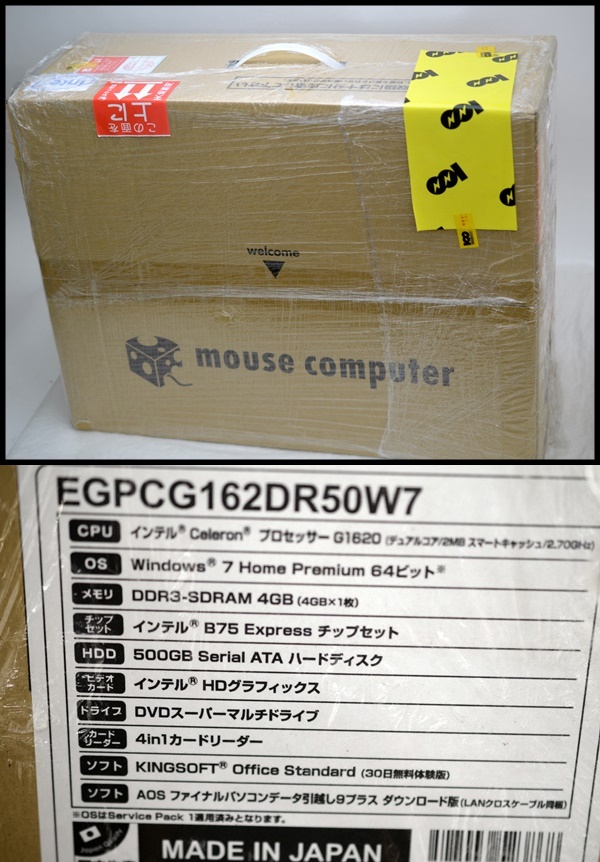 この面を
上に
welcome
mouse computer
EGPCG162DR50W7
CPU インテル® Celeron® プロセッサー G1620 (デュアルコア/2MB スマートキャッシュ/2.70GHz)
OS Windows® 7 Home Premium 64ビット※
メモリ DDR3-SDRAM 4GB (4GB×1枚)
チップセット インテル® B75 Express チップセット
HDD 500GB Serial ATA ハードディスク
ビデオカード インテル® HDグラフィックス
ドライブ DVDスーパーマルチドライブ
カードリーダー 4in1カードリーダー
ソフト KINGSOFT® Office Standard (30日無料体験版)
ソフト AOS ファイナルパソコンデータ引越し9プラス ダウンロード版 (LANクロスケーブル同梱)
※OSはService Pack 1適用済みとなります。
Japan Quality
MADE IN JAPAN